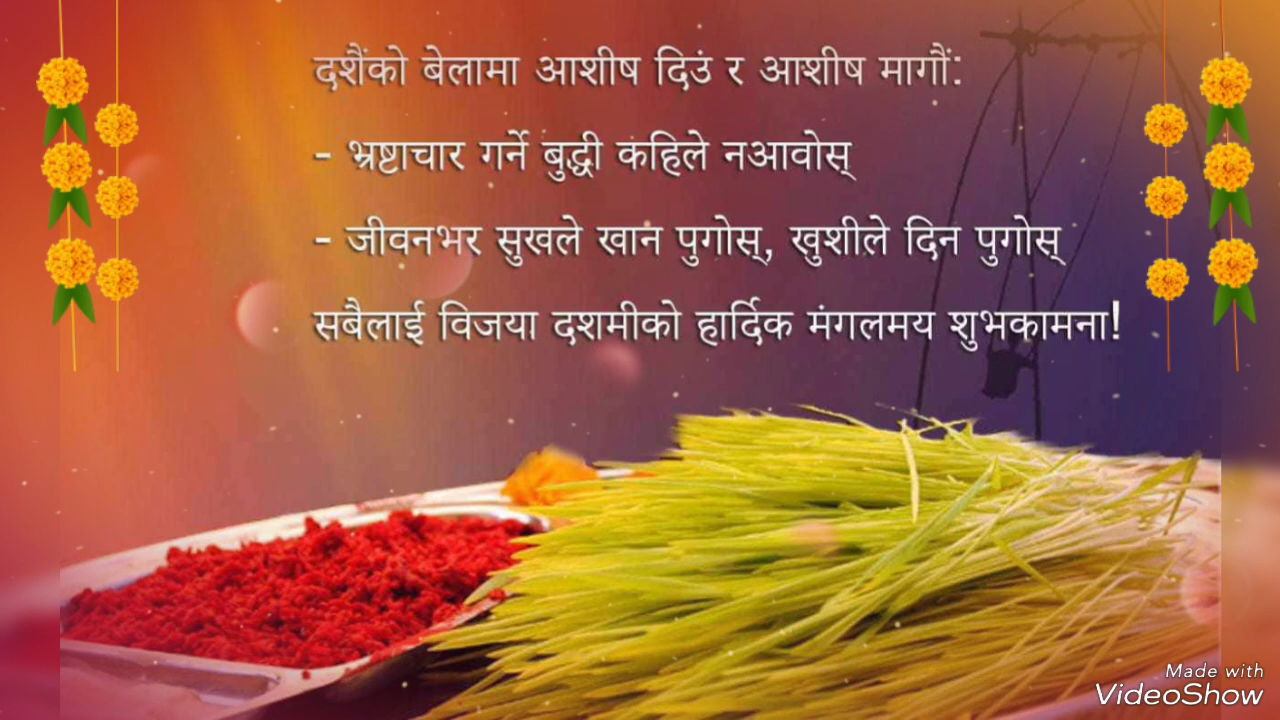 दशैंको बेलामा आशीष दिउं र आशीष मागौं:
- भ्रष्टाचार गर्ने बुद्धी कहिले नआवोस्
- जीवनभर सुखले खान पुगोस्, खुशीले दिन पुगोस्
सबैलाई विजया दशमीको हार्दिक मंगलमय शुभकामना!
Made with
VideoShow